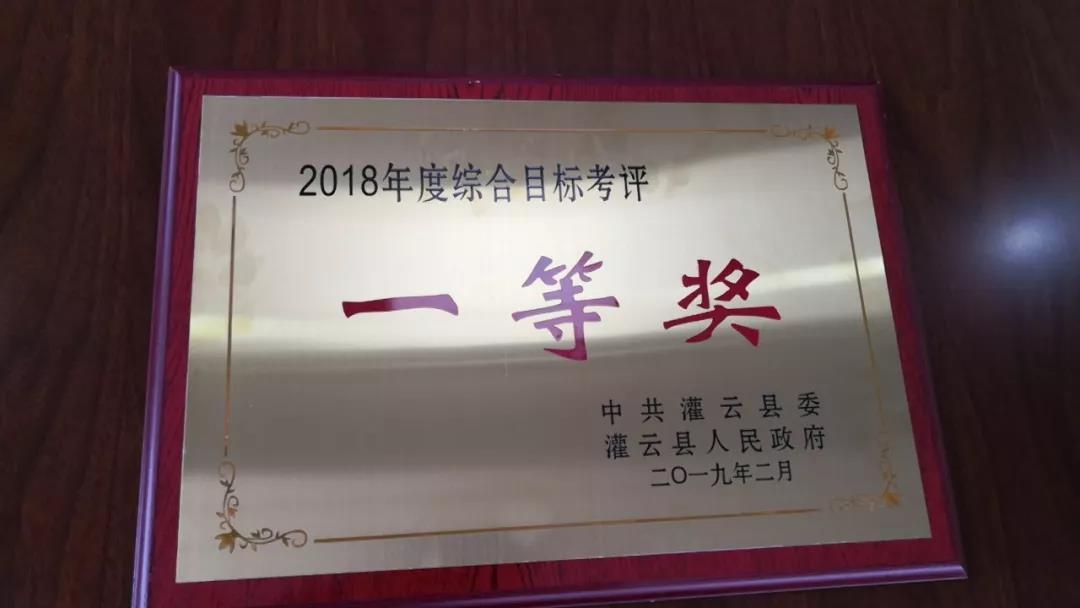 2018年度综合目标考评
一等奖
中共灌云县委
灌云县人民政府
二〇一九年二月